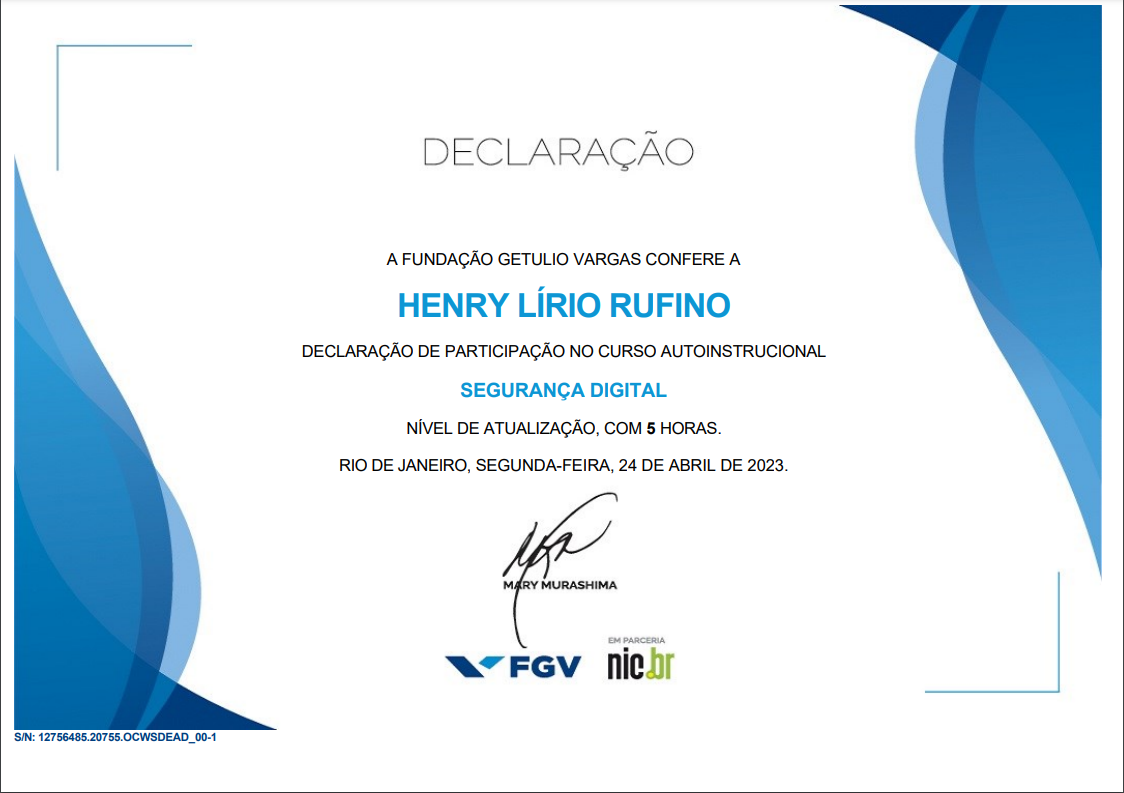 DECLARAÇÃO
A FUNDAÇÃO GETULIO VARGAS CONFERE A
HENRY LÍRIO RUFINO
DECLARAÇÃO DE PARTICIPAÇÃO NO CURSO AUTOINSTRUCIONAL
SEGURANÇA DIGITAL
NÍVEL DE ATUALIZAÇÃO, COM 5 HORAS.
RIO DE JANEIRO, SEGUNDA-FEIRA, 24 DE ABRIL DE 2023.
MARY MURASHIMA
EM PARCERIA
FGV nic.br
S/N: 12756485.20755.OCWSDEAD_00-1